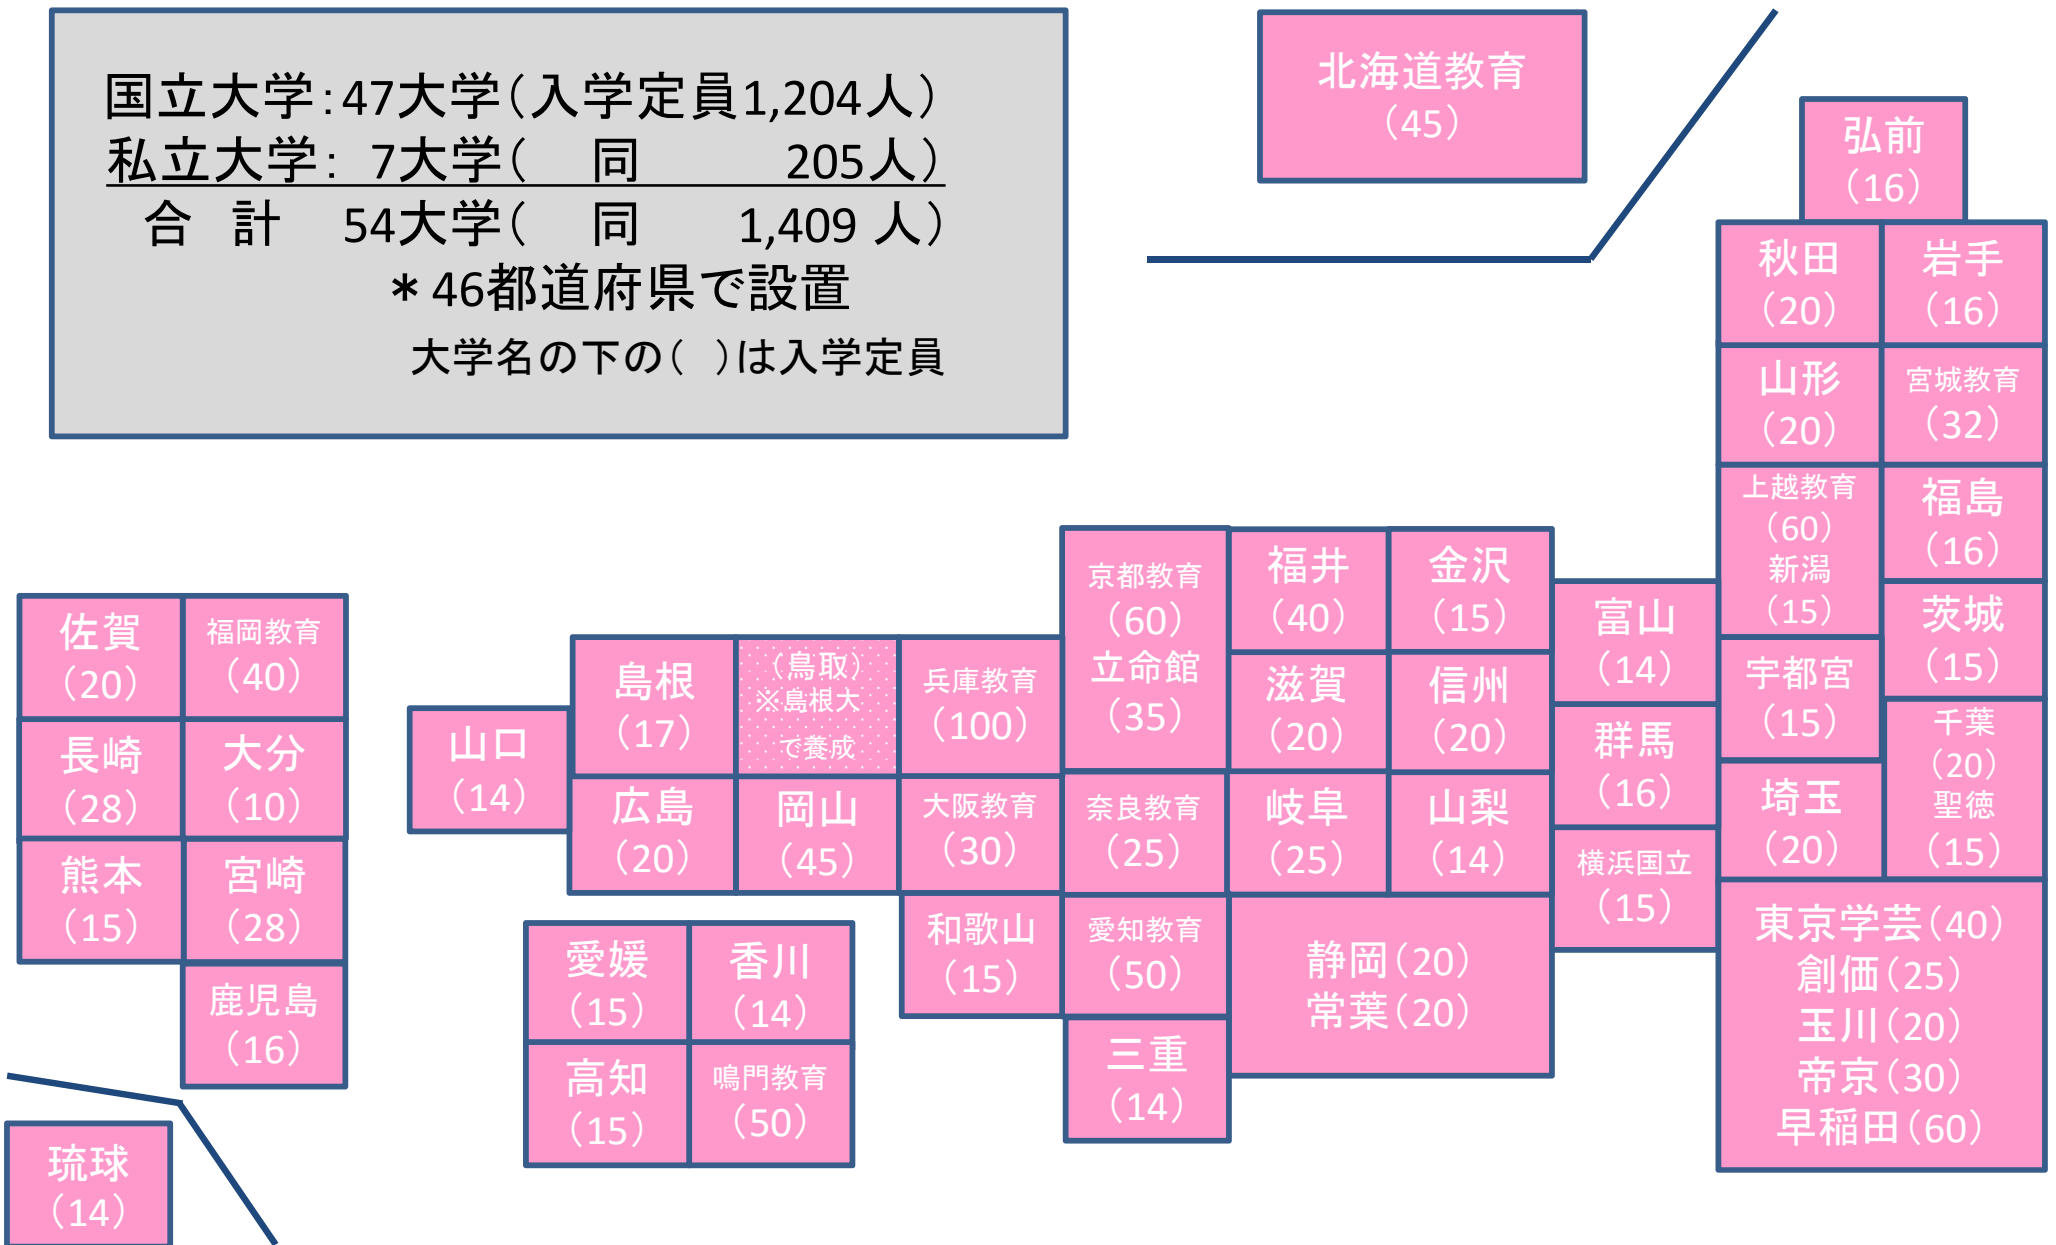 国立大学：47大学（入学定員1,204人）
私立大学： 7大学（ 同 205人）
合 計 54大学（ 同 1,409 人）
＊46都道府県で設置
大学名の下の（ ）は入学定員
北海道教育
（45）
弘前
（16）
秋田
（20）
岩手
（16）
山形
（20）
宮城教育
（32）
上越教育
（60）
新潟
（15）
福島
（16）
茨城
（15）
宇都宮
（15）
千葉
（20）
聖徳
（15）
埼玉
（20）
東京学芸（40）
創価（25）
玉川（20）
帝京（30）
早稲田（60）
富山
（14）
群馬
（16）
横浜国立
（15）
京都教育
（60）
立命館
（35）
福井
（40）
金沢
（15）
滋賀
（20）
信州
（20）
奈良教育
（25）
岐阜
（25）
山梨
（14）
愛知教育
（50）
静岡（20）
常葉（20）
三重
（14）
島根
（17）
（鳥取）
※島根大
で養成
兵庫教育
（100）
山口
（14）
広島
（20）
岡山
（45）
大阪教育
（30）
和歌山
（15）
愛媛
（15）
香川
（14）
高知
（15）
鳴門教育
（50）
佐賀
（20）
福岡教育
（40）
長崎
（28）
大分
（10）
熊本
（15）
宮崎
（28）
鹿児島
（16）
琉球
（14）